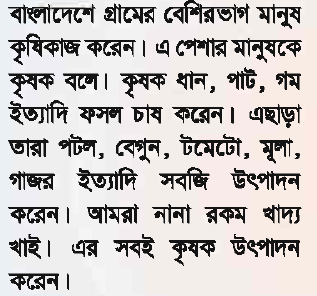 বাংলাদেশে গ্রামের বেশিরভাগ মানুষ
কৃষিকাজ করেন। এ পেশার মানুষকে
কৃষক বলে। কৃষক ধান, পাট, গম
ইত্যাদি ফসল চাষ করেন। এছাড়া
তারা পটল, বেগুন, টমেটো, মূলা,
গাজর ইত্যাদি সবজি উৎপাদন
করেন। আমরা নানা রকম খাদ্য
খাই। এর সবই কৃষক উৎপাদন
করেন।